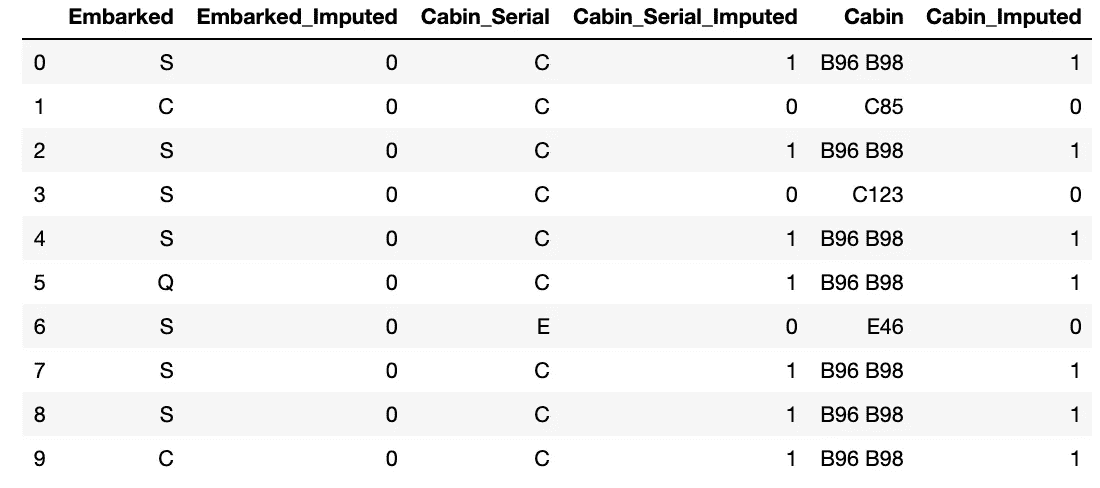 Embarked Embarked_Imputed Cabin_Serial Cabin_Serial_Imputed Cabin Cabin_Imputed
0 S 0 C 1 B96 B98 1
1 C 0 C 0 C85 0
2 S 0 C 1 B96 B98 1
3 S 0 C 0 C123 0
4 S 0 C 1 B96 B98 1
5 Q 0 C 1 B96 B98 1
6 S 0 E 0 E46 0
7 S 0 C 1 B96 B98 1
8 S 0 C 1 B96 B98 1
9 C 0 C 1 B96 B98 1